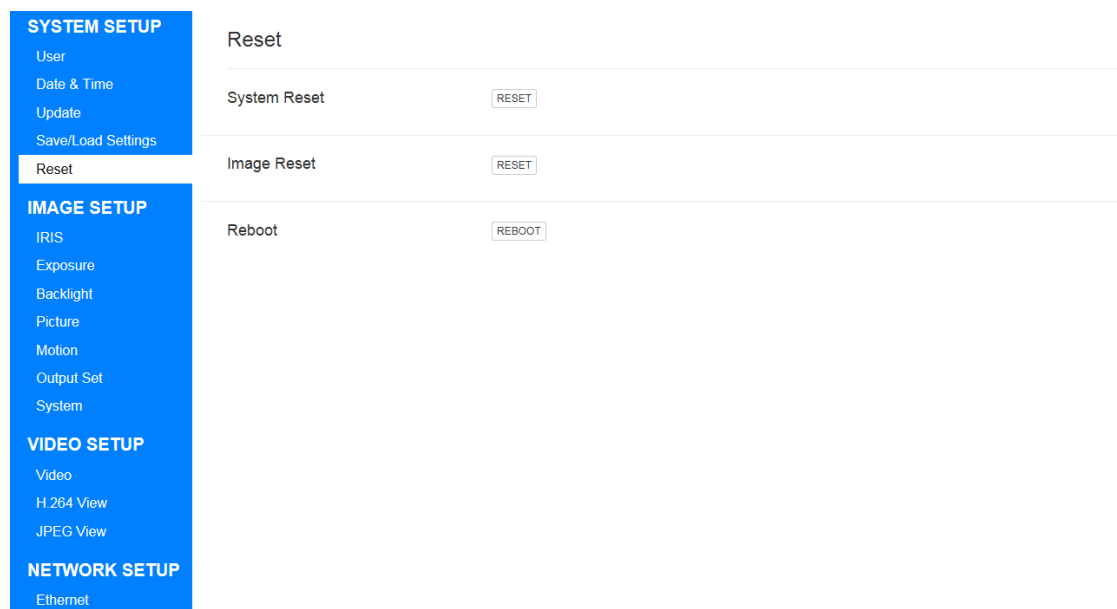 SYSTEM SETUP
User
Date & Time
Update
Save/Load Settings
Reset
IMAGE SETUP
IRIS
Exposure
Backlight
Picture
Motion
Output Set
System
VIDEO SETUP
Video
H.264 View
JPEG View
NETWORK SETUP
Ethernet
Reset
System Reset RESET
Image Reset RESET
Reboot REBOOT